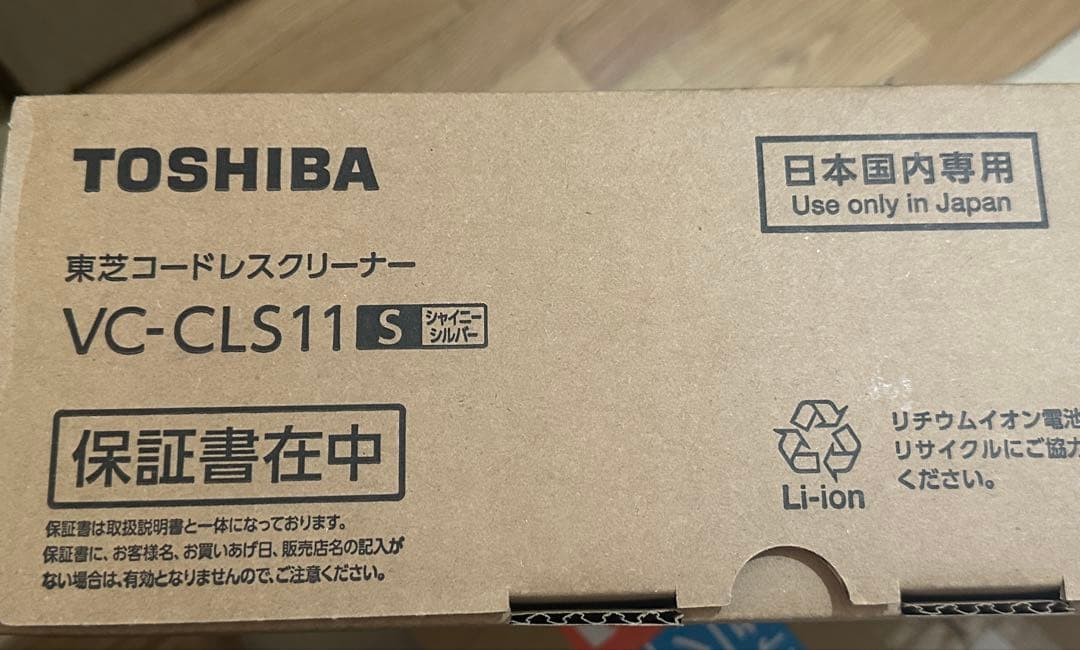 TOSHIBA
日本国内専用
Use only in Japan
東芝コードレスクリーナー
VC-CLS11 S シャイニー
シルバー
保証書在中
保証書は取扱説明書と一体になっております。
保証書に、お客様名、お買いあげ日、販売店名の記入が
ない場合は、有効となりませんので、ご注意ください。
Li-ion
リチウムイオン電池
リサイクルにご協力
ください。